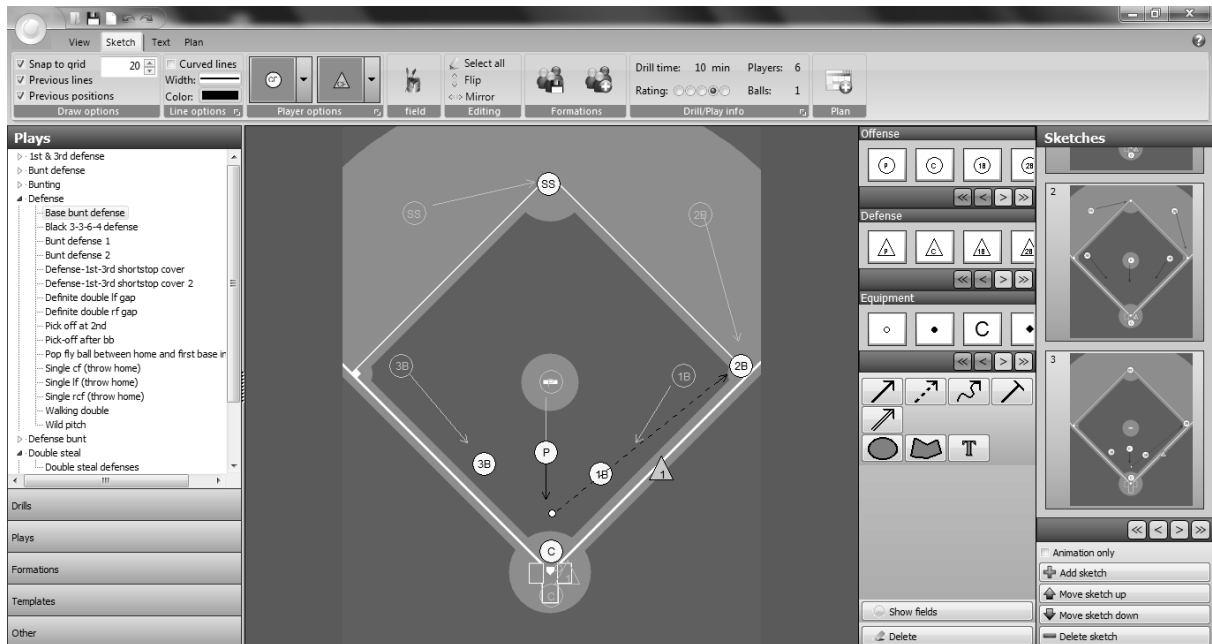 View Sketch Text Plan
Snap to grid 20
Previous lines
Previous positions
Draw options
Curved lines
Width:
Color:
Line options
Player options
field
Select all
Flip
Mirror
Editing
Formations
Drill time: 10 min Players: 6
Rating: Balls: 1
Drill/Play info
Plan
Plays
1st & 3rd defense
Bunt defense
Bunting
Defense
Base bunt defense
Black 3-3-6-4 defense
Bunt defense 1
Bunt defense 2
Defense-1st-3rd shortstop cover
Defense-1st-3rd shortstop cover 2
Definite double lf gap
Definite double rf gap
Pick off at 2nd
Pick-off after bb
Pop fly ball between home and first base in
Single cf (throw home)
Single lf (throw home)
Single rcf (throw home)
Walking double
Wild pitch
Defense bunt
Double steal
Double steal defenses
Drills
Plays
Formations
Templates
Other
SS
SS
2B
3B
2B
1B
P
3B
1B
1
C
1
C
Offense
P C 1B 2B
Defense
P C 1B 2B
Equipment
C
T
Show fields
Delete
Sketches
2
3
Animation only
Add sketch
Move sketch up
Move sketch down
Delete sketch